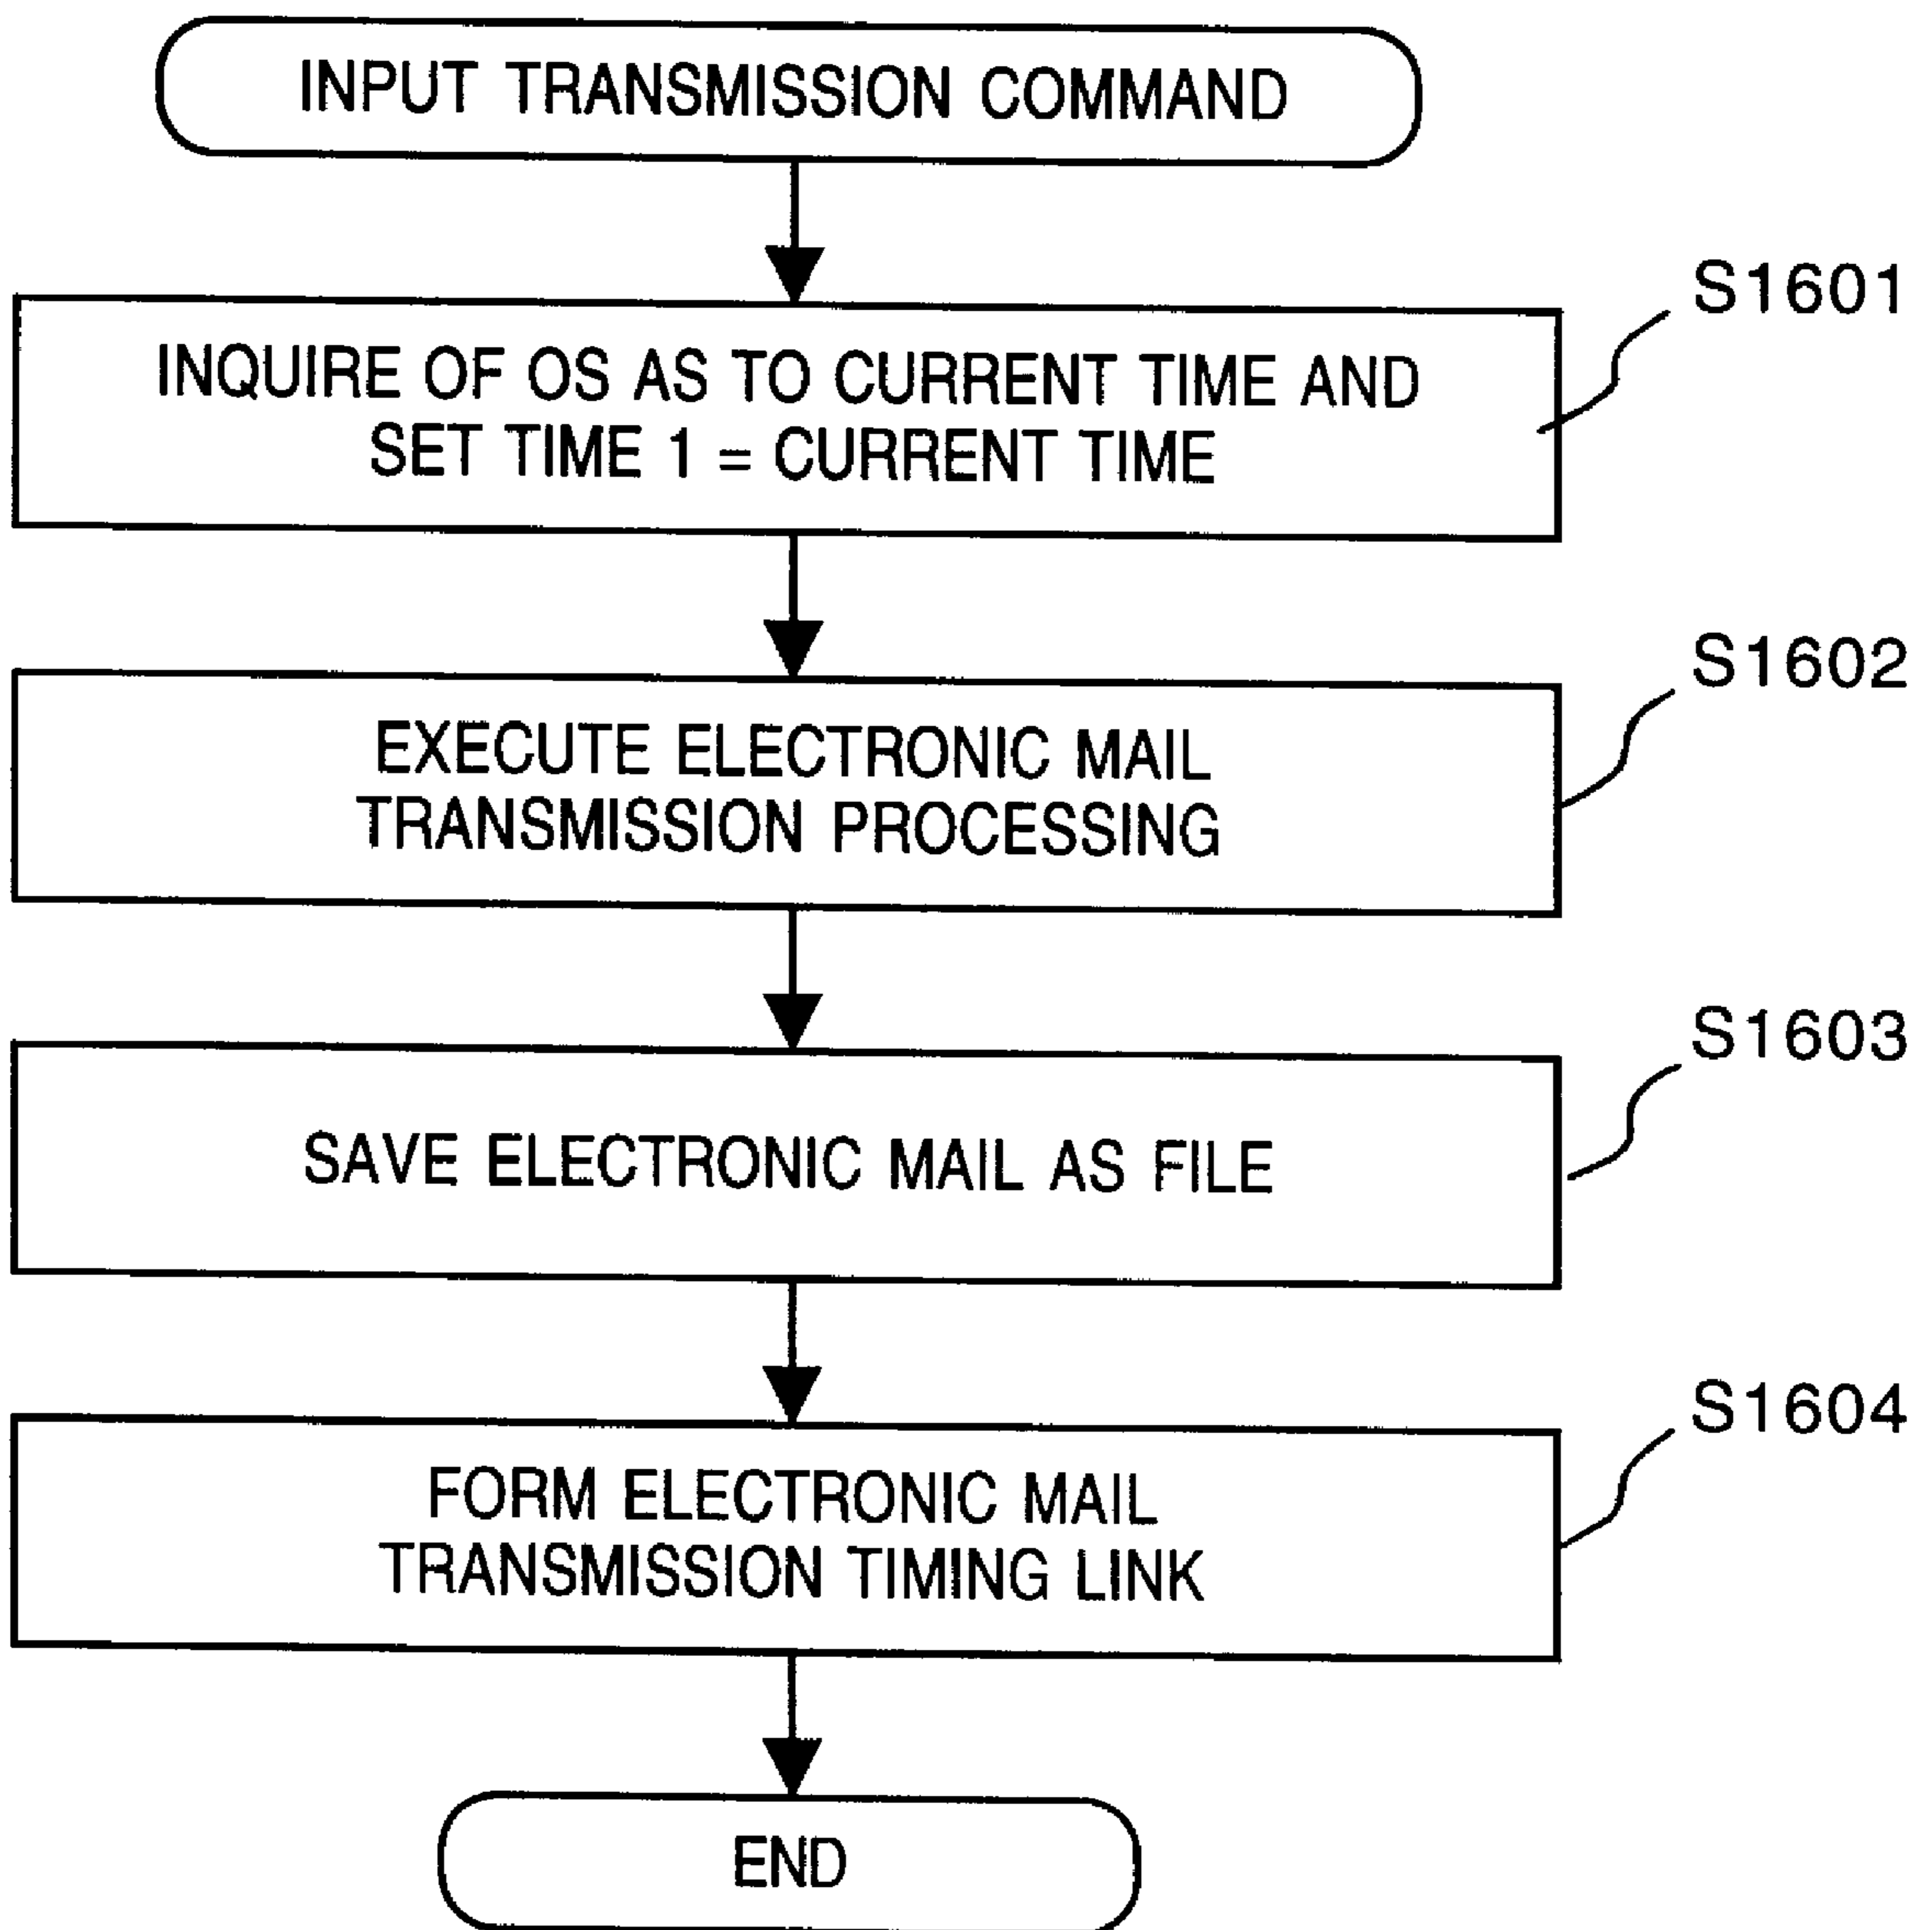 INPUT TRANSMISSION COMMAND
S1601
INQUIRE OF OS AS TO CURRENT TIME AND
SET TIME 1 = CURRENT TIME
S1602
EXECUTE ELECTRONIC MAIL
TRANSMISSION PROCESSING
S1603
SAVE ELECTRONIC MAIL AS FILE
S1604
FORM ELECTRONIC MAIL
TRANSMISSION TIMING LINK
END